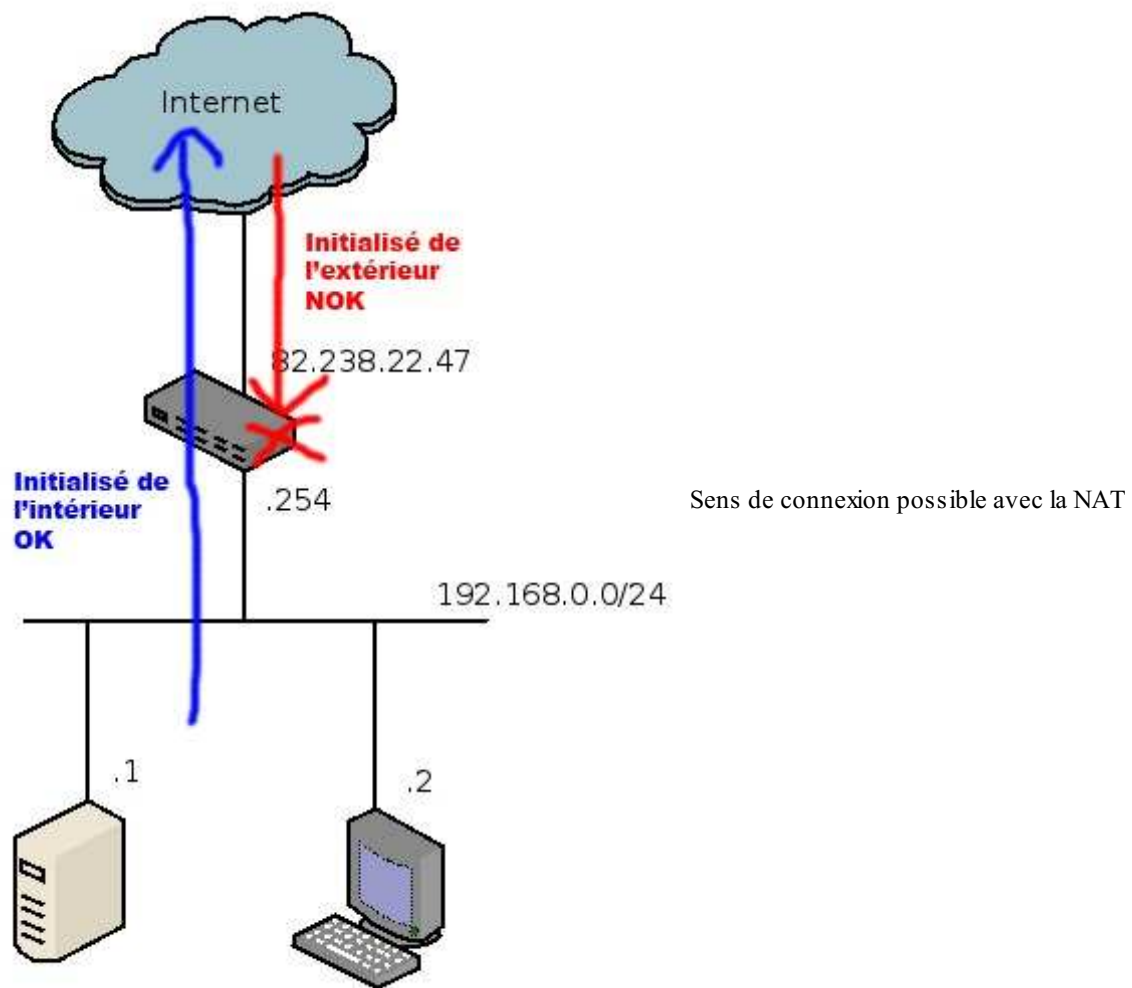 Internet
Initialisé de
l'extérieur
NOK
82.238.22.47
Initialisé de
l'intérieur
OK
.254
Sens de connexion possible avec la NAT
192.168.0.0/24
.1
.2